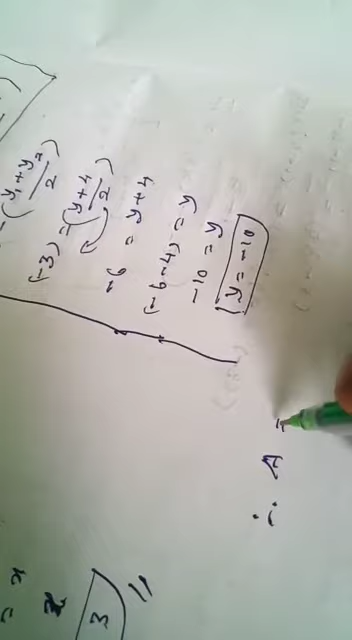 = (y₁+y₂/2)
(-3) = (y+4/2)
-6 = y+4
(-6-4) = y
-10 = y
y = -10
∴ A =
= x
3